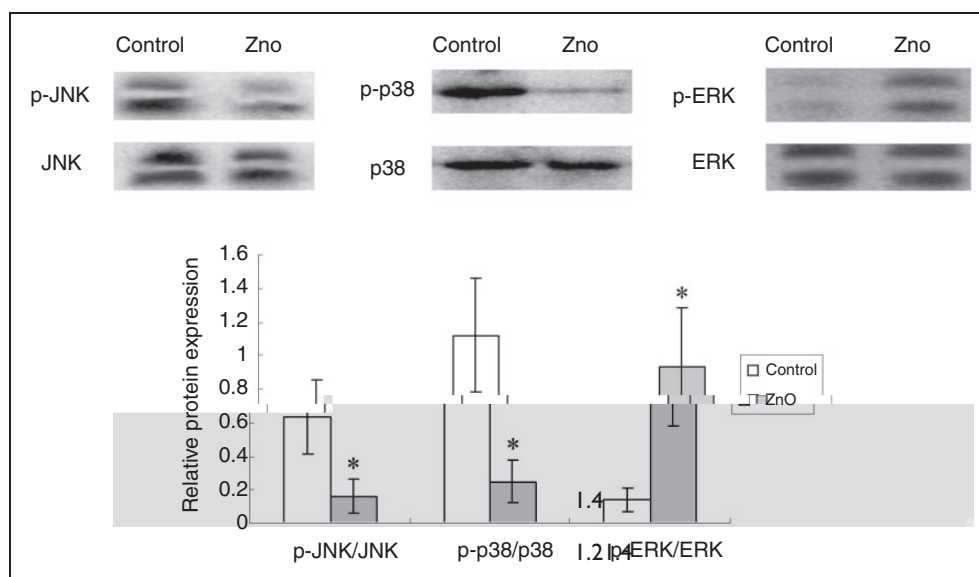 Control Zno
p-JNK
JNK
Control Zno
p-p38
p38
Control Zno
p-ERK
ERK
Relative protein expression
1.6
1.4
1.2
1
0.8
0.6
0.4
0.2
0
*
*
*
Control
ZnO
1.4
p-JNK/JNK p-p38/p38 1.21.4 p-ERK/ERK